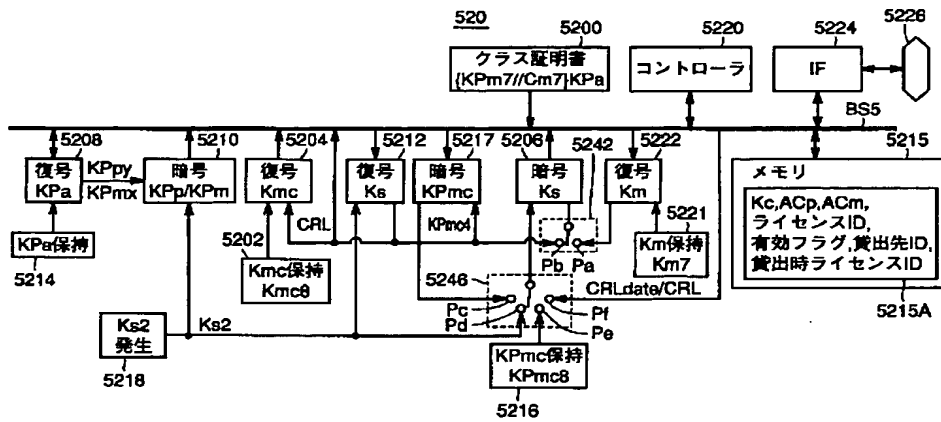 520
5200
5220
5224
5226
クラス証明書
{KPm7//Cm7}KPa
コントローラ
IF
BS5
5208
5210
5204
5212
5217
5206
5242
5222
5215
復号
KPa
KPpy
KPmx
暗号
KPp/KPm
復号
Kmc
CRL
復号
Ks
暗号
KPmc
KPmc4
暗号
Ks
復号
Km
メモリ
Kc,ACp,ACm,
ライセンスID,
有効フラグ,貸出先ID,
貸出時ライセンスID
5215A
KPa保持
5214
5202
Kmc保持
Kmc8
5221
Km保持
Km7
Pb
Pa
5246
CRLdate/CRL
Pc
Pd
Pf
Pe
Ks2
発生
5218
Ks2
KPmc保持
KPmc8
5216